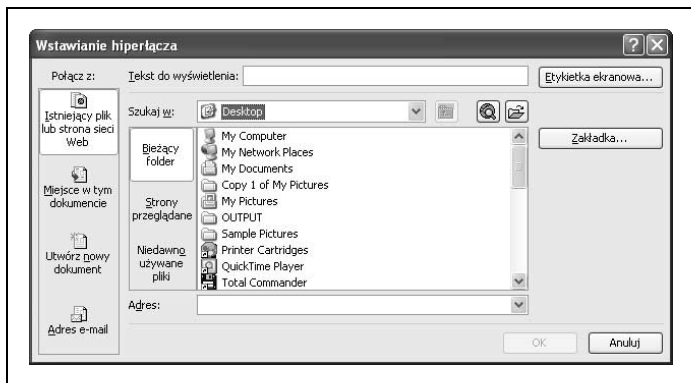 Wstawianie hiperłącza
Połącz z:
Tekst do wyświetlenia:
Etykietka ekranowa...
Istniejący plik
lub strona sieci
Web
Szukaj w:
Desktop
Zakładka...
Miejsce w tym
dokumencie
Utwórz nowy
dokument
Adres e-mail
Bieżący
folder
Strony
przeglądane
Niedawno
używane
pliki
My Computer
My Network Places
My Documents
Copy 1 of My Pictures
My Pictures
OUTPUT
Sample Pictures
Printer Cartridges
QuickTime Player
Total Commander
Adres:
OK
Anuluj